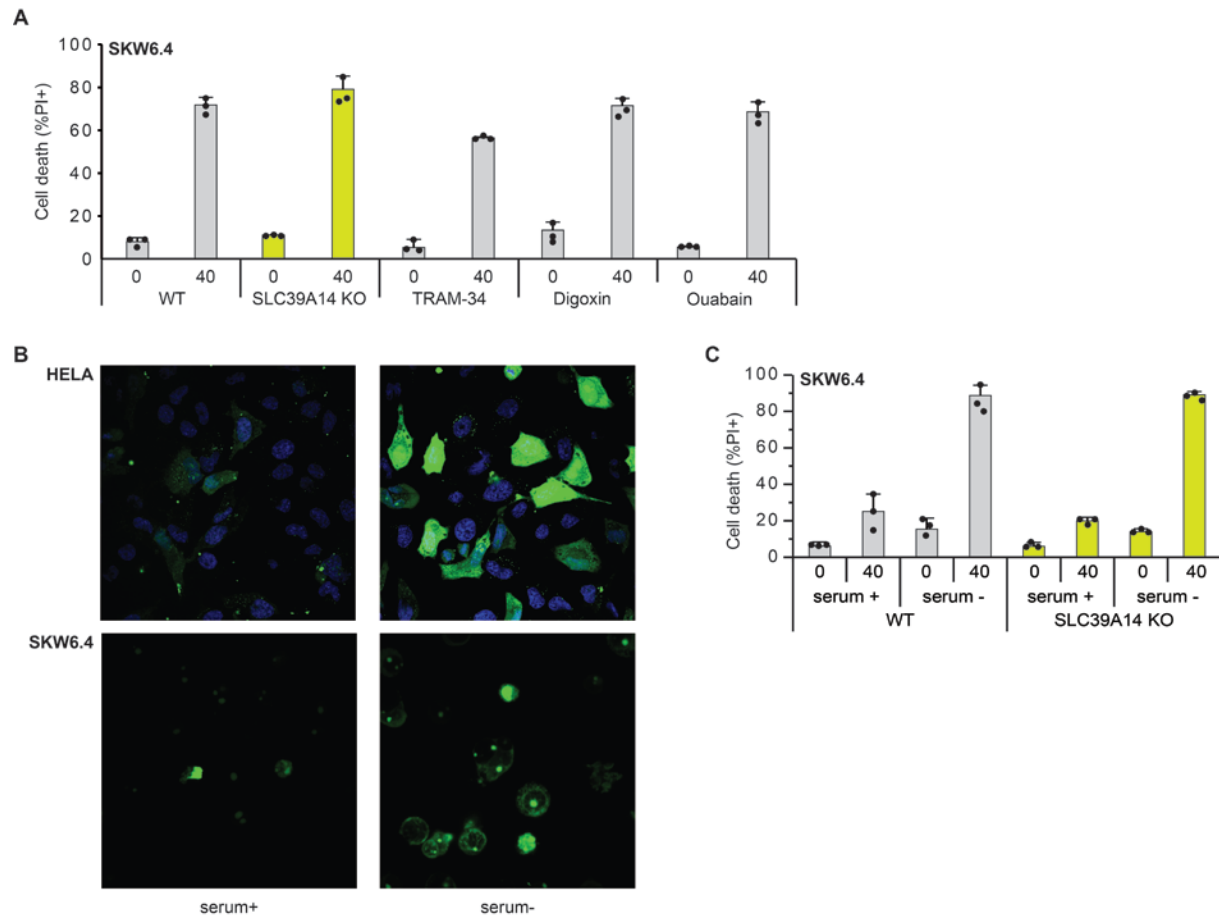 A
SKW6.4
Cell death (%PI+)
100
80
60
40
20
0
0 40 0 40 0 40 0 40 0 40
WT SLC39A14 KO TRAM-34 Digoxin Ouabain
B
HELA
SKW6.4
serum+ serum-
C
SKW6.4
Cell death (%PI+)
100
80
60
40
20
0
0 40 0 40 0 40 0 40
serum + serum - serum + serum -
WT SLC39A14 KO